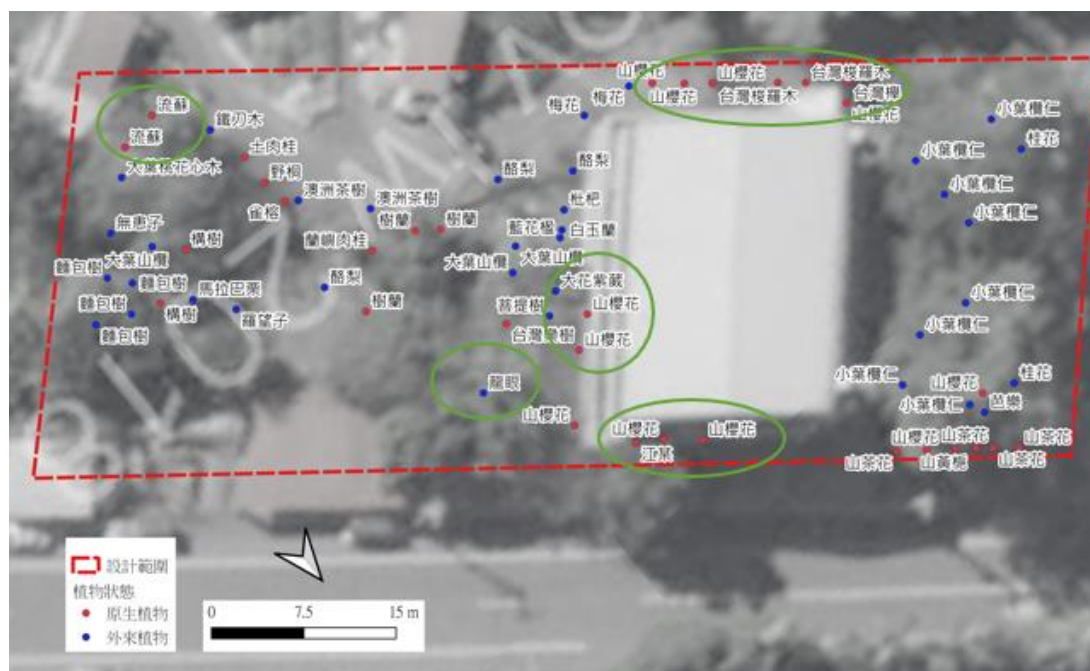 山櫻花
山櫻花
台灣梭羅木
山櫻花
梅花
台灣梭羅木
台灣櫸
梅花
山櫻花
流蘇
鐵刀木
小葉欖仁
桂花
流蘇
土肉桂
小葉欖仁
大葉桃花心木
野桐
酪梨
酪梨
小葉欖仁
雀榕
澳洲茶樹
澳洲茶樹
枇杷
小葉欖仁
無患子
樹蘭
樹蘭
藍花楹
白玉蘭
構樹
蘭嶼肉桂
大葉山欖
大葉山欖
大葉山欖
麵包樹
麵包樹
馬拉巴栗
酪梨
大花紫薇
小葉欖仁
麵包樹
構樹
羅望子
樹蘭
菩提樹
山櫻花
麵包樹
台灣欒樹
小葉欖仁
山櫻花
龍眼
小葉欖仁
山櫻花
桂花
小葉欖仁
芭樂
山櫻花
山櫻花
山櫻花
江某
山櫻花
山茶花
山茶花
山茶花
山黃梔
山茶花
設計範圍
植物狀態
原生植物
外來植物
0 7.5 15 m